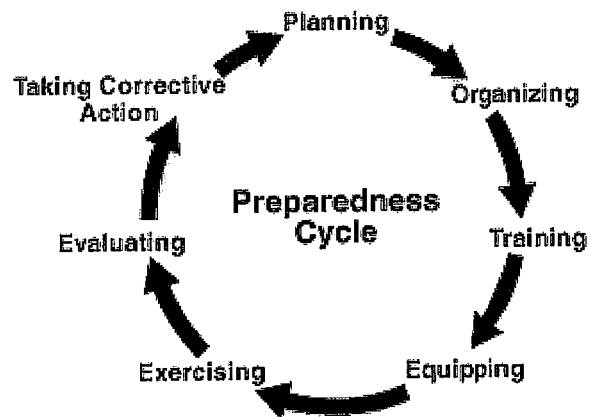 Planning
Organizing
Training
Equipping
Exercising
Evaluating
Taking Corrective
Action
Preparedness
Cycle